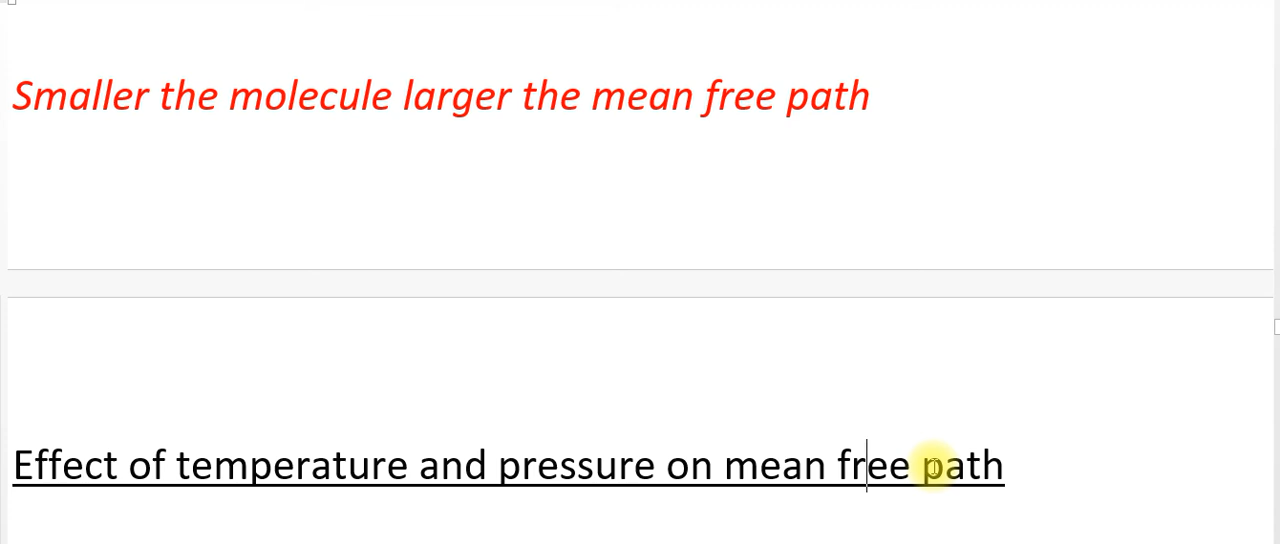 Smaller the molecule larger the mean free path
Effect of temperature and pressure on mean free path